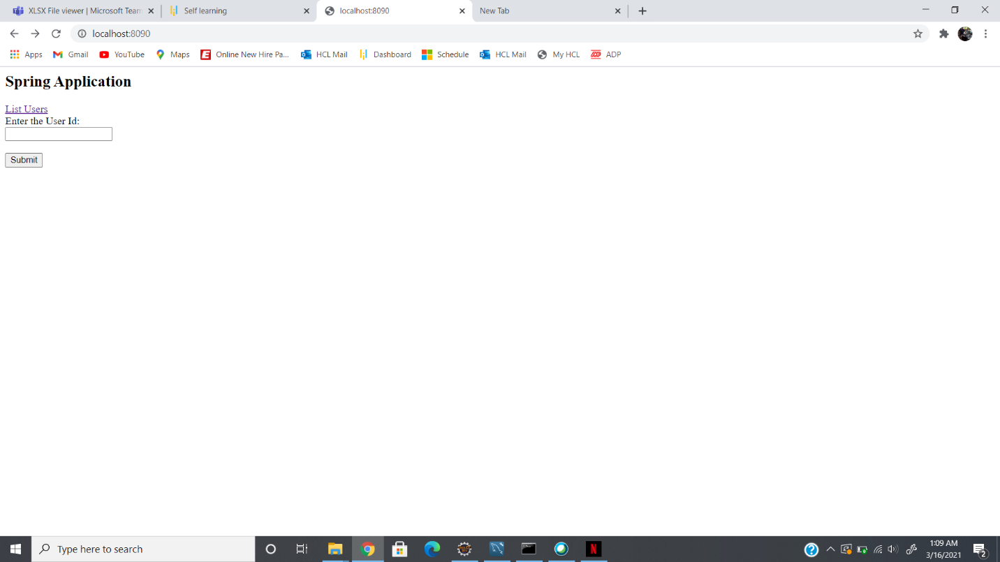 XLSX File viewer | Microsoft Team
Self learning
localhost:8090
New Tab
localhost:8090
Apps
Gmail
YouTube
Maps
Online New Hire Pa...
HCL Mail
Dashboard
Schedule
HCL Mail
My HCL
ADP
Spring Application
List Users
Enter the User Id:
Submit
Type here to search
1:09 AM
3/16/2021
2